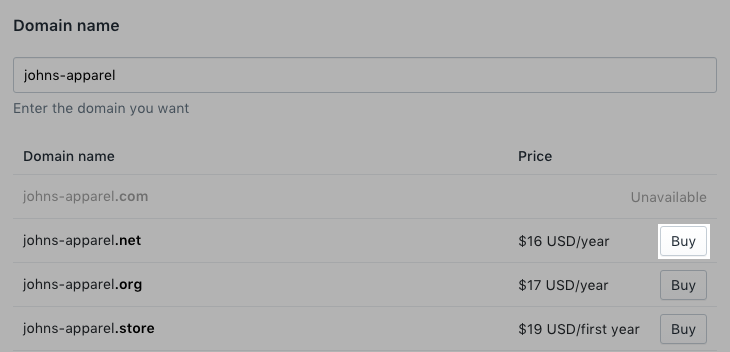 Domain name
johns-apparel
Enter the domain you want
Domain name Price
johns-apparel.com Unavailable
johns-apparel.net $16 USD/year Buy
johns-apparel.org $17 USD/year Buy
johns-apparel.store $19 USD/first year Buy